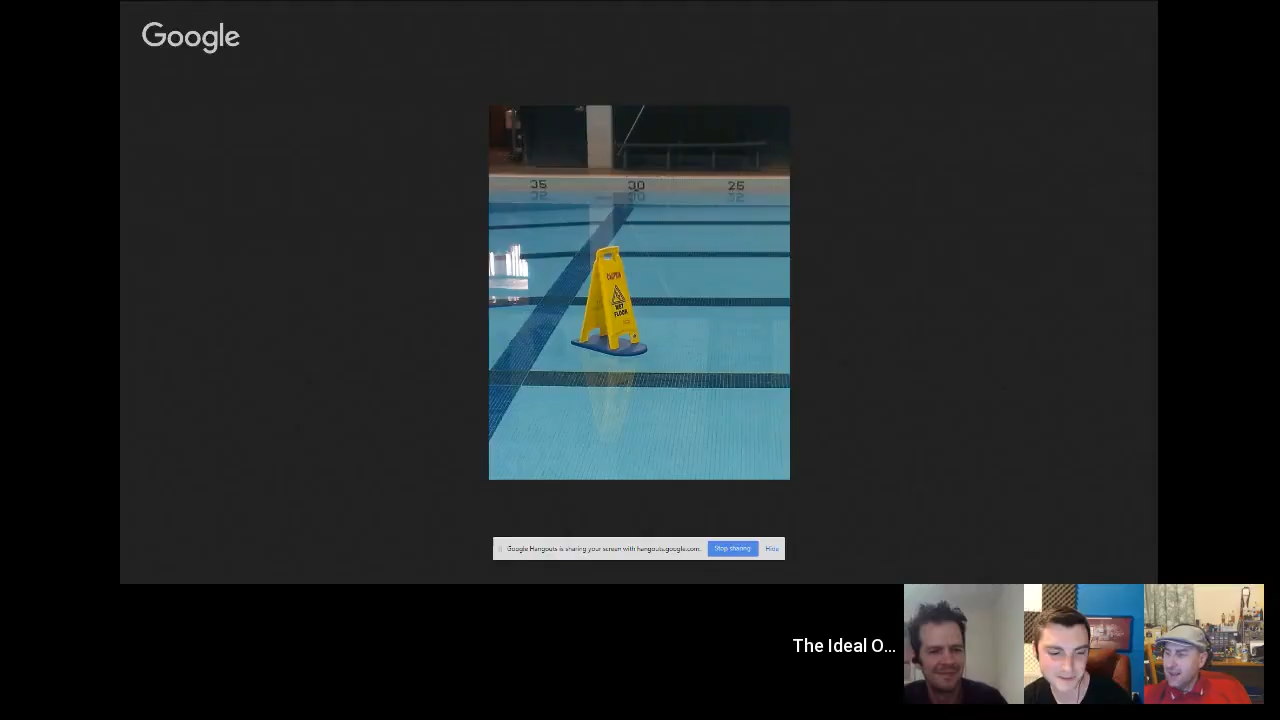 Google
35
30
25
CAUTION
WET
FLOOR
Google Hangouts is sharing your screen with hangouts.google.com.
Stop sharing
Hide
The Ideal O...